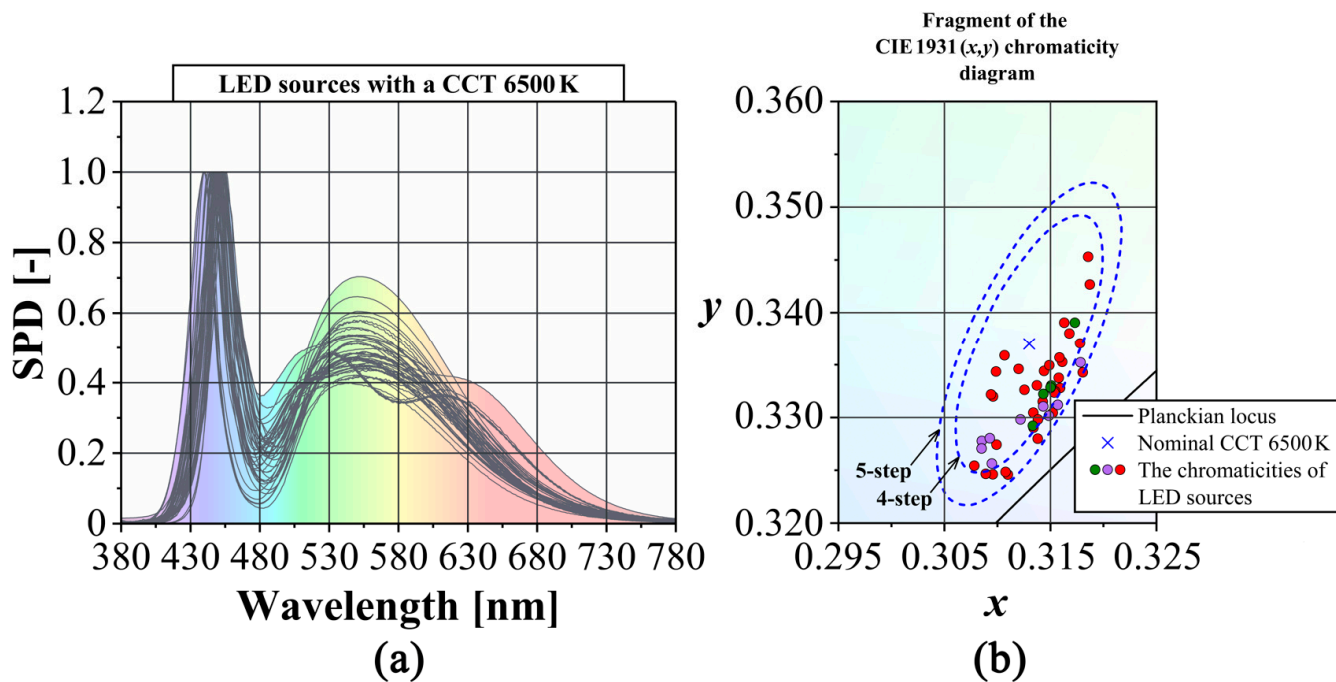 LED sources with a CCT 6500 K
1.2
1.0
0.8
0.6
0.4
0.2
0
SPD [-]
380 430 480 530 580 630 680 730 780
Wavelength [nm]
(a)
Fragment of the
CIE 1931 (x,y) chromaticity
diagram
0.360
0.350
0.340
0.330
0.320
y
5-step
4-step
Planckian locus
Nominal CCT 6500 K
The chromaticities of
LED sources
0.295 0.305 0.315 0.325
x
(b)